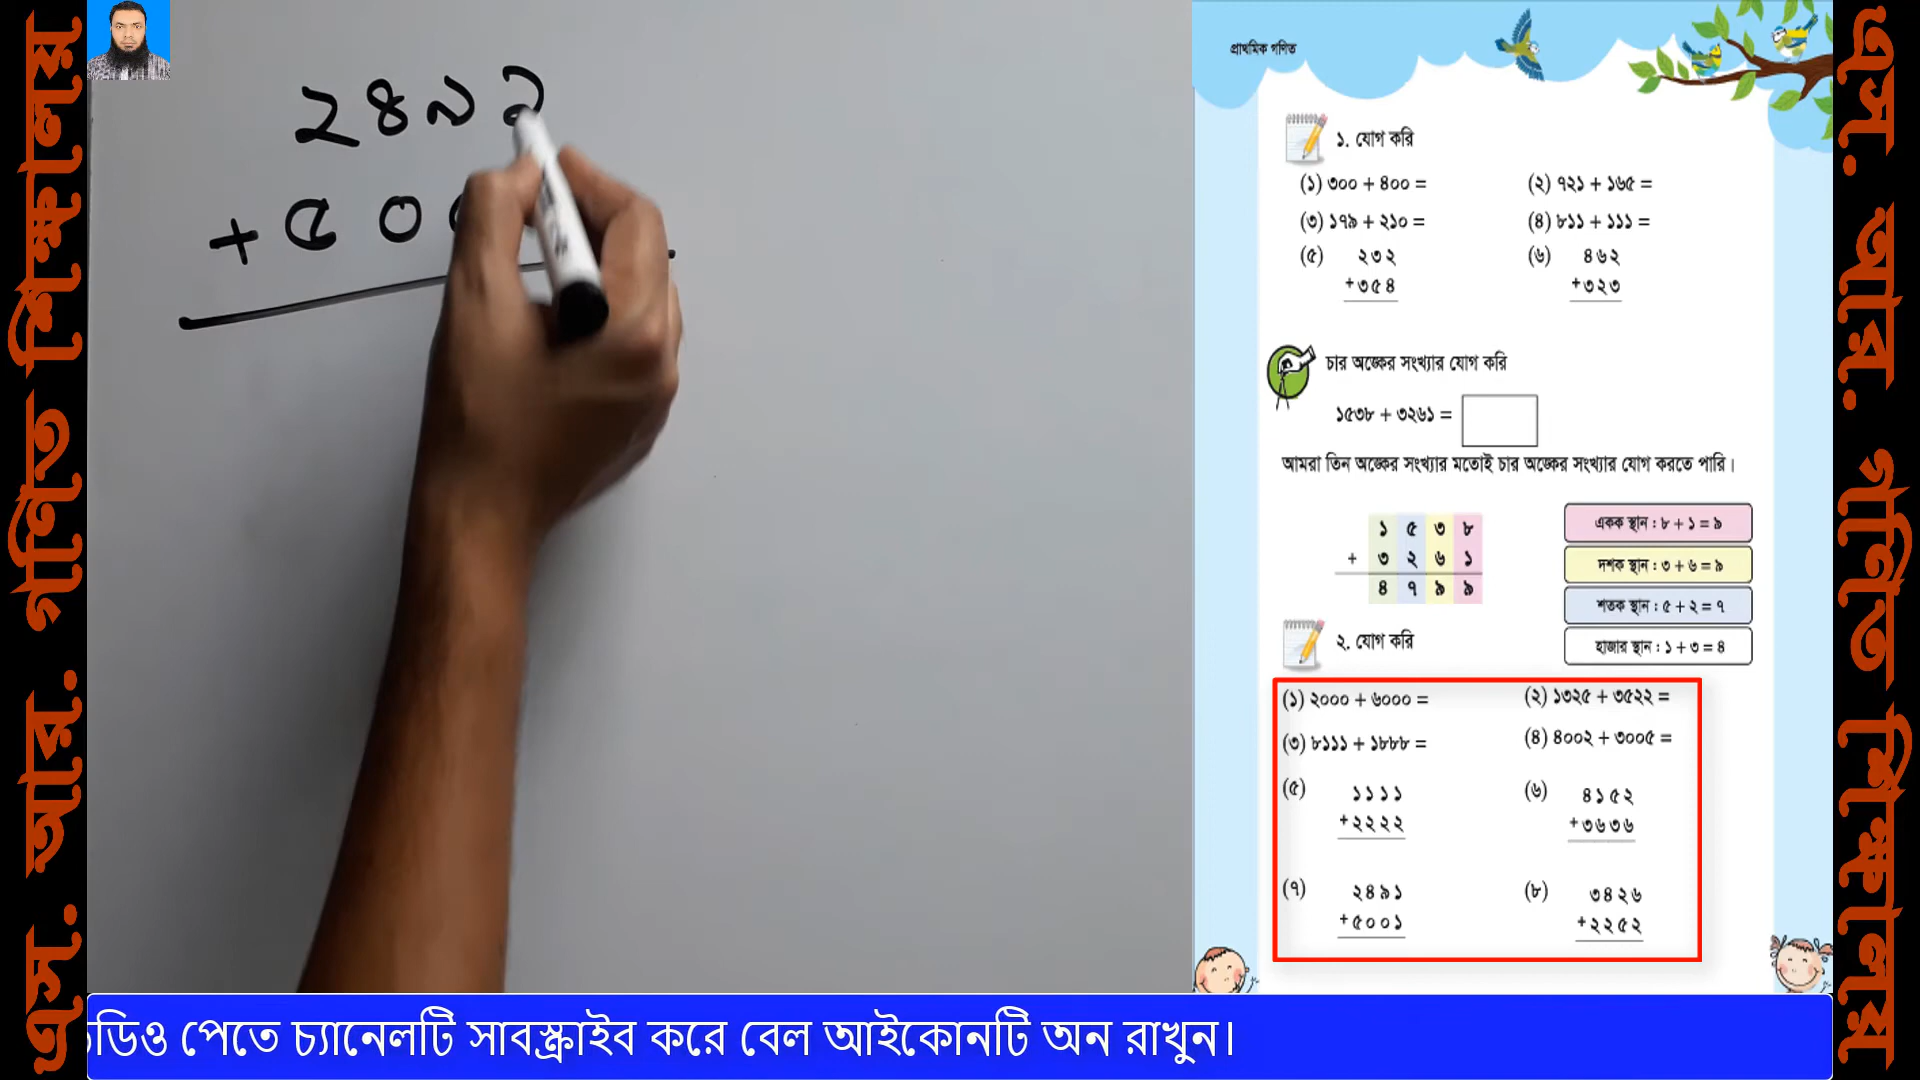 এস. আর. গণিত শিক্ষালয়
২৪৯১
+৫০
প্রাথমিক গণিত
১. যোগ করি
(১) ৩০০ + ৪০০ =
(২) ৭২১ + ১৬৫ =
(৩) ১৭৯ + ২১০ =
(৪) ৮১১ + ১১১ =
(৫) ২৩২
+৩৫৪
(৬) ৪৬২
+৩২৩
চার অঙ্কের সংখ্যার যোগ করি
১৫৩৮ + ৩২৬১ =
আমরা তিন অঙ্কের সংখ্যার মতোই চার অঙ্কের সংখ্যার যোগ করতে পারি।
১ ৫ ৩ ৮
+ ৩ ২ ৬ ১
৪ ৭ ৯ ৯
একক স্থান : ৮ + ১ = ৯
দশক স্থান : ৩ + ৬ = ৯
শতক স্থান : ৫ + ২ = ৭
হাজার স্থান : ১ + ৩ = ৪
২. যোগ করি
(১) ২০০০ + ৬০০০ =
(২) ১৩২৫ + ৩৫২২ =
(৩) ৮১১১ + ১৮৮৮ =
(৪) ৪০০২ + ৩০০৫ =
(৫) ১১১১
+২২২২
(৬) ৪১৫২
+৩৬৩৬
(৭) ২৪৯১
+৫০০১
(৮) ৩৪২৬
+২২৫২
এস. আর. গণিত শিক্ষালয়
পেতে চ্যানেলটি সাবস্ক্রাইব করে বেল আইকোনটি অন রাখুন।